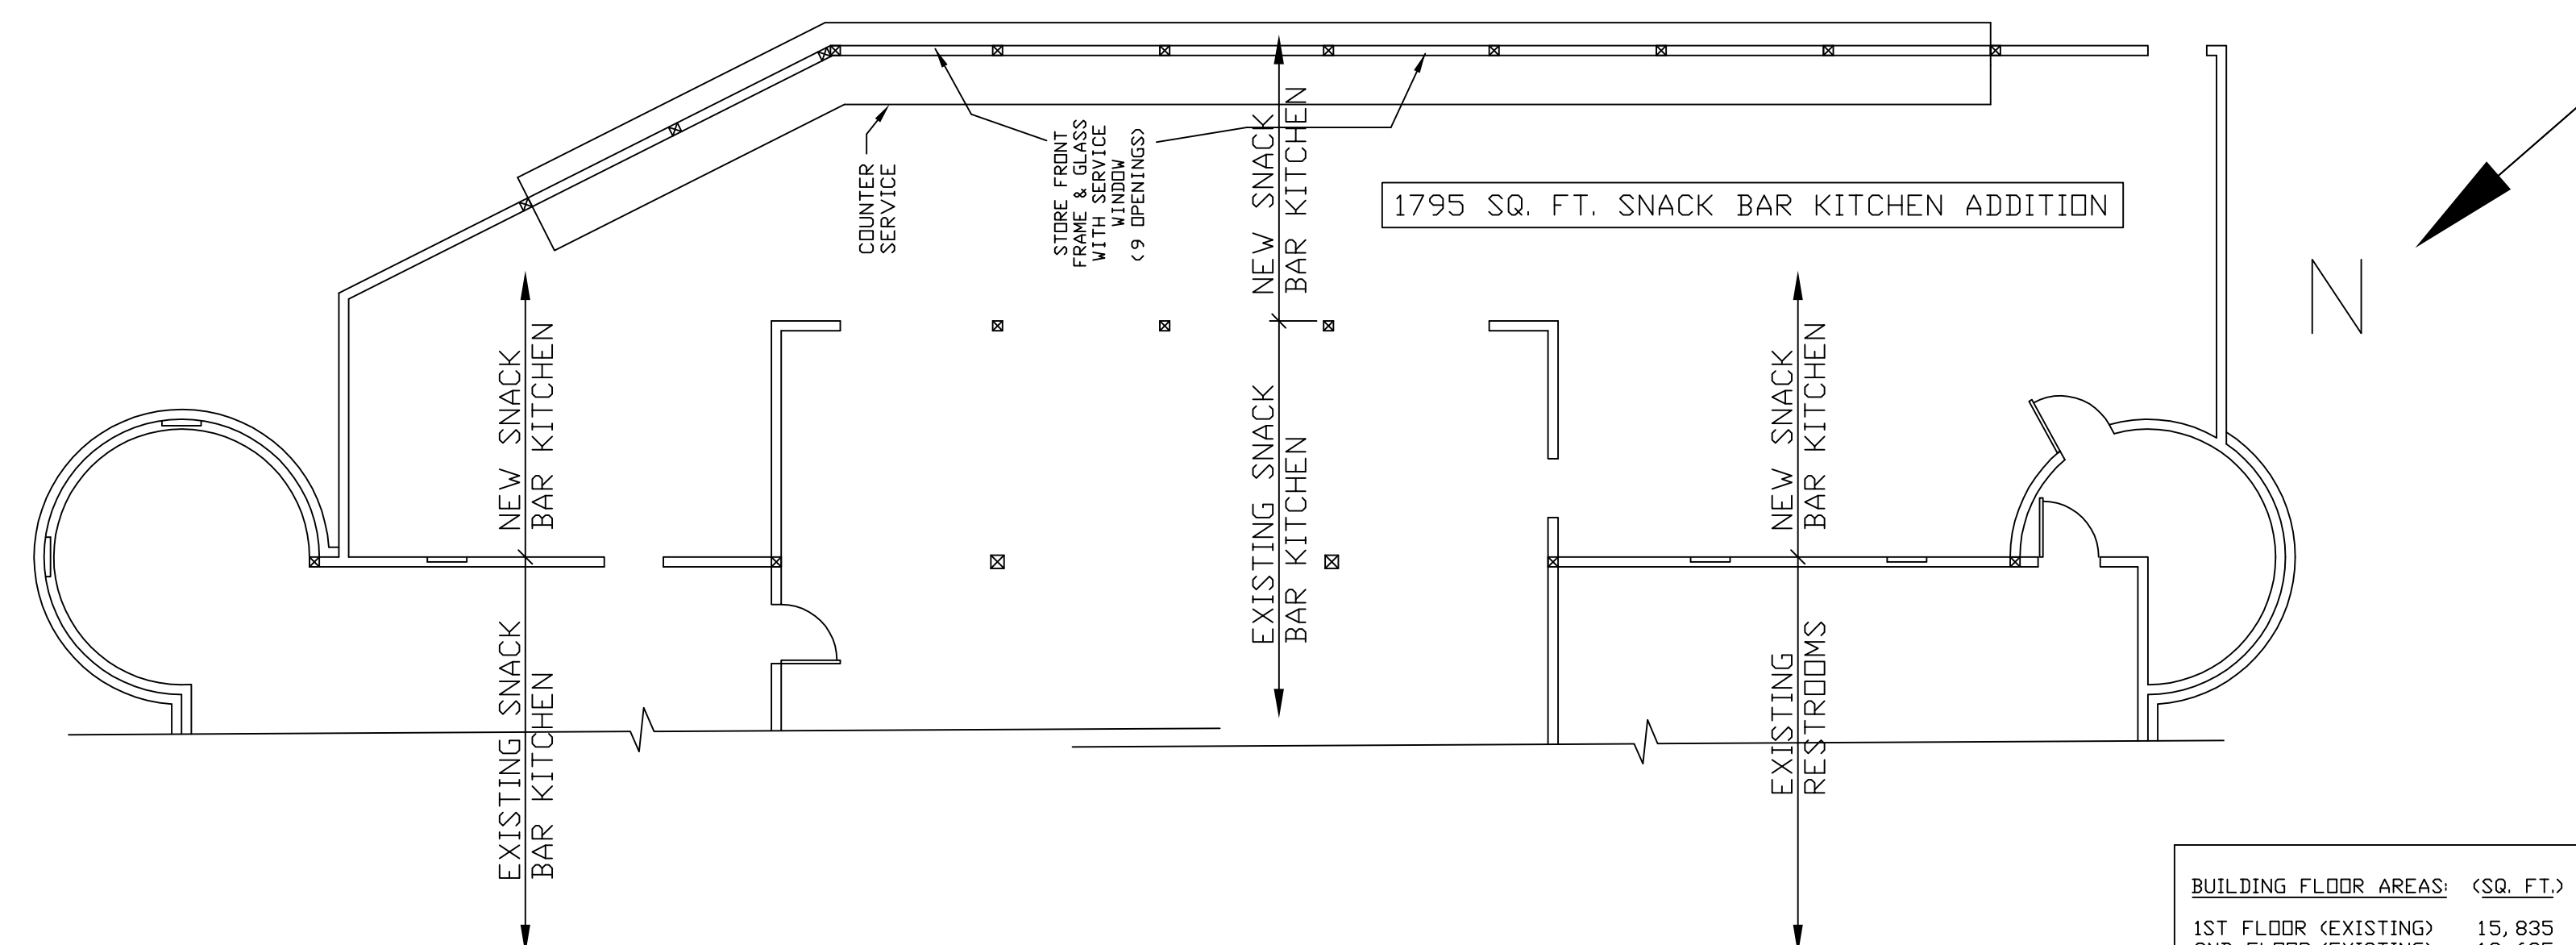 COUNTER
SERVICE
STORE FRONT
FRAME & GLASS
WITH SERVICE
WINDOW
(9 OPENINGS)
NEW SNACK
BAR KITCHEN
1795 SQ. FT. SNACK BAR KITCHEN ADDITION
N
NEW SNACK
BAR KITCHEN
EXISTING SNACK
BAR KITCHEN
NEW SNACK
BAR KITCHEN
EXISTING SNACK
BAR KITCHEN
EXISTING
RESTROOMS
BUILDING FLOOR AREAS: (SQ. FT.)
1ST FLOOR (EXISTING) 15,835